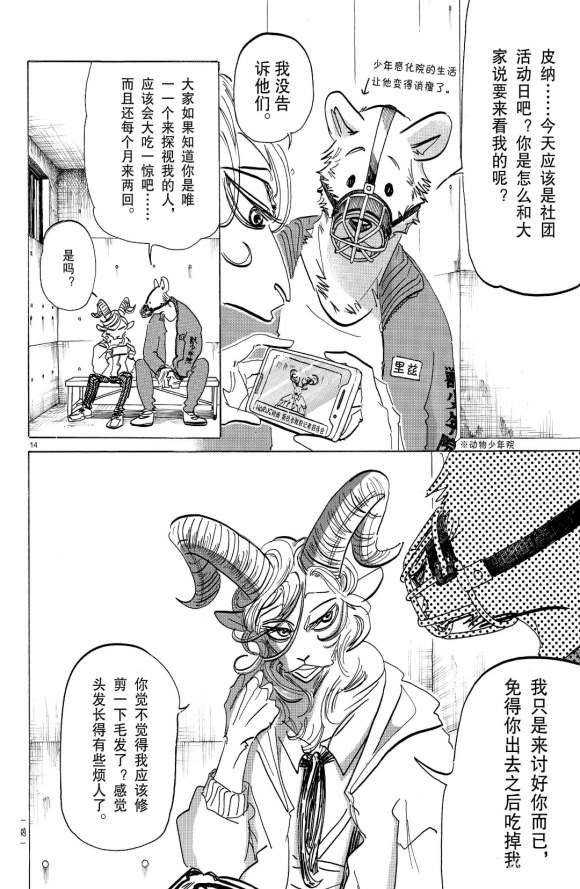 皮纳……今天应该是社团
活动日吧？你是怎么和大
家说要来看我的呢？
少年感化院的生活
让他变得消瘦了。
我没告
诉他们。
里兹
※动物少年院
大家如果知道你是唯
一一个来探视我的人，
应该会大吃一惊吧……
而且还每个月来两回。
是吗？
14
我只是来讨好你而已，
免得你出去之后吃掉我
你觉不觉得我应该修
剪一下毛发了？感觉
头发长得有些烦人了。